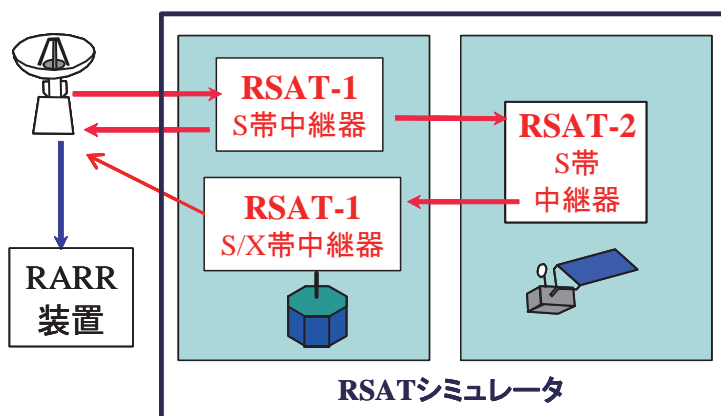 RSAT-1
S帯中継器
RSAT-2
S帯
中継器
RSAT-1
S/X帯中継器
RARR
装置
RSATシミュレータ